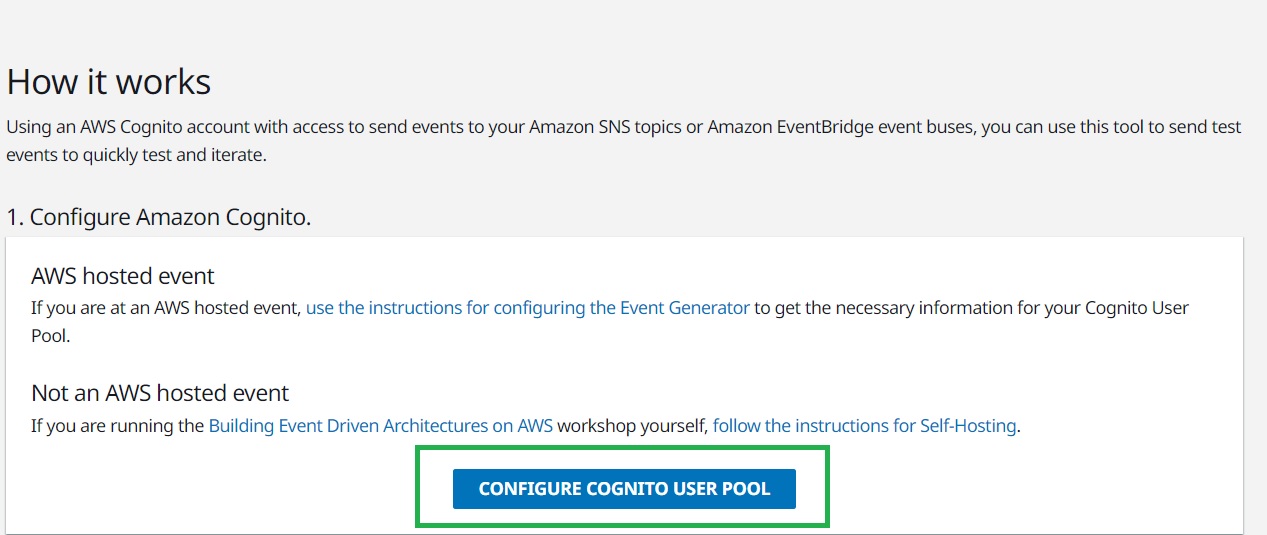 How it works
Using an AWS Cognito account with access to send events to your Amazon SNS topics or Amazon EventBridge event buses, you can use this tool to send test
events to quickly test and iterate.
1. Configure Amazon Cognito.
AWS hosted event
If you are at an AWS hosted event, use the instructions for configuring the Event Generator to get the necessary information for your Cognito User
Pool.
Not an AWS hosted event
If you are running the Building Event Driven Architectures on AWS workshop yourself, follow the instructions for Self-Hosting.
CONFIGURE COGNITO USER POOL